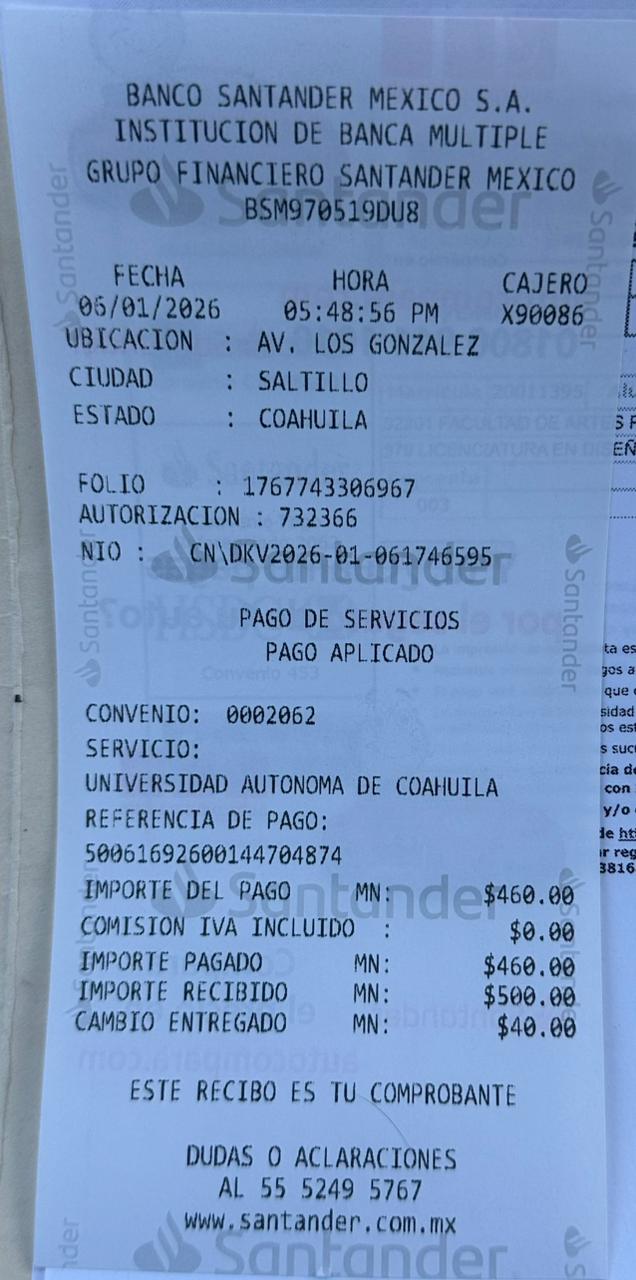 BANCO SANTANDER MEXICO S.A.
INSTITUCION DE BANCA MULTIPLE
GRUPO FINANCIERO SANTANDER MEXICO
BSM970519DU8
FECHA HORA CAJERO
06/01/2026 05:48:56 PM X90086
UBICACION : AV. LOS GONZALEZ
CIUDAD : SALTILLO
ESTADO : COAHUILA
FOLIO : 1767743306967
AUTORIZACION : 732366
NIO : CN\DKV2026-01-061746595
PAGO DE SERVICIOS
PAGO APLICADO
CONVENIO: 0002062
SERVICIO:
UNIVERSIDAD AUTONOMA DE COAHUILA
REFERENCIA DE PAGO:
50061692600144704874
IMPORTE DEL PAGO MN: $460.00
COMISION IVA INCLUIDO : $0.00
IMPORTE PAGADO MN: $460.00
IMPORTE RECIBIDO MN: $500.00
CAMBIO ENTREGADO MN: $40.00
ESTE RECIBO ES TU COMPROBANTE
DUDAS O ACLARACIONES
AL 55 5249 5767
www.santander.com.mx
Santander